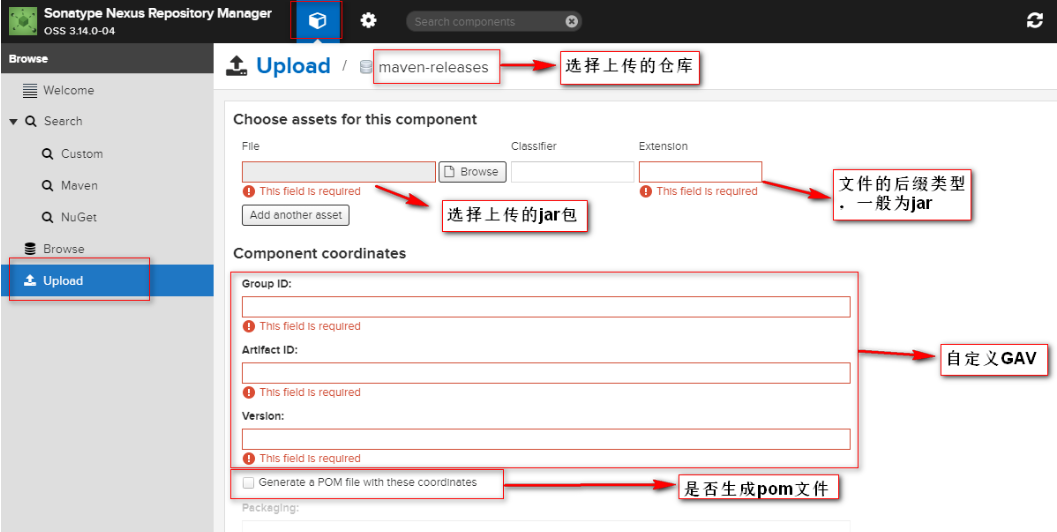 Sonatype Nexus Repository Manager
OSS 3.14.0-04
Search components
Browse
Welcome
Search
Custom
Maven
NuGet
Browse
Upload
Upload / maven-releases
选择上传的仓库
Choose assets for this component
File Classifier Extension
Browse
This field is required This field is required
Add another asset
选择上传的jar包
文件的后缀类型
．一般为jar
Component coordinates
Group ID:
This field is required
Artifact ID:
This field is required
Version:
This field is required
自定义GAV
Generate a POM file with these coordinates
是否生成pom文件
Packaging: